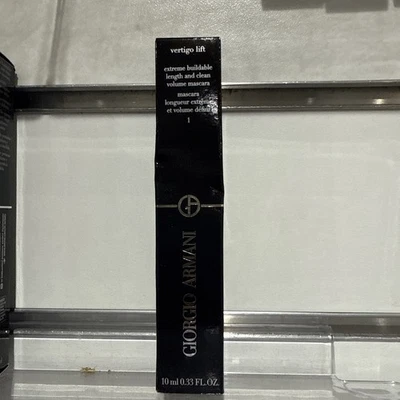 vertigo lift
extreme buildable
length and clean
volume mascara
mascara
longueur extrême
et volume défini
1
GIORGIO ARMANI
10 ml 0.33 FL.OZ.